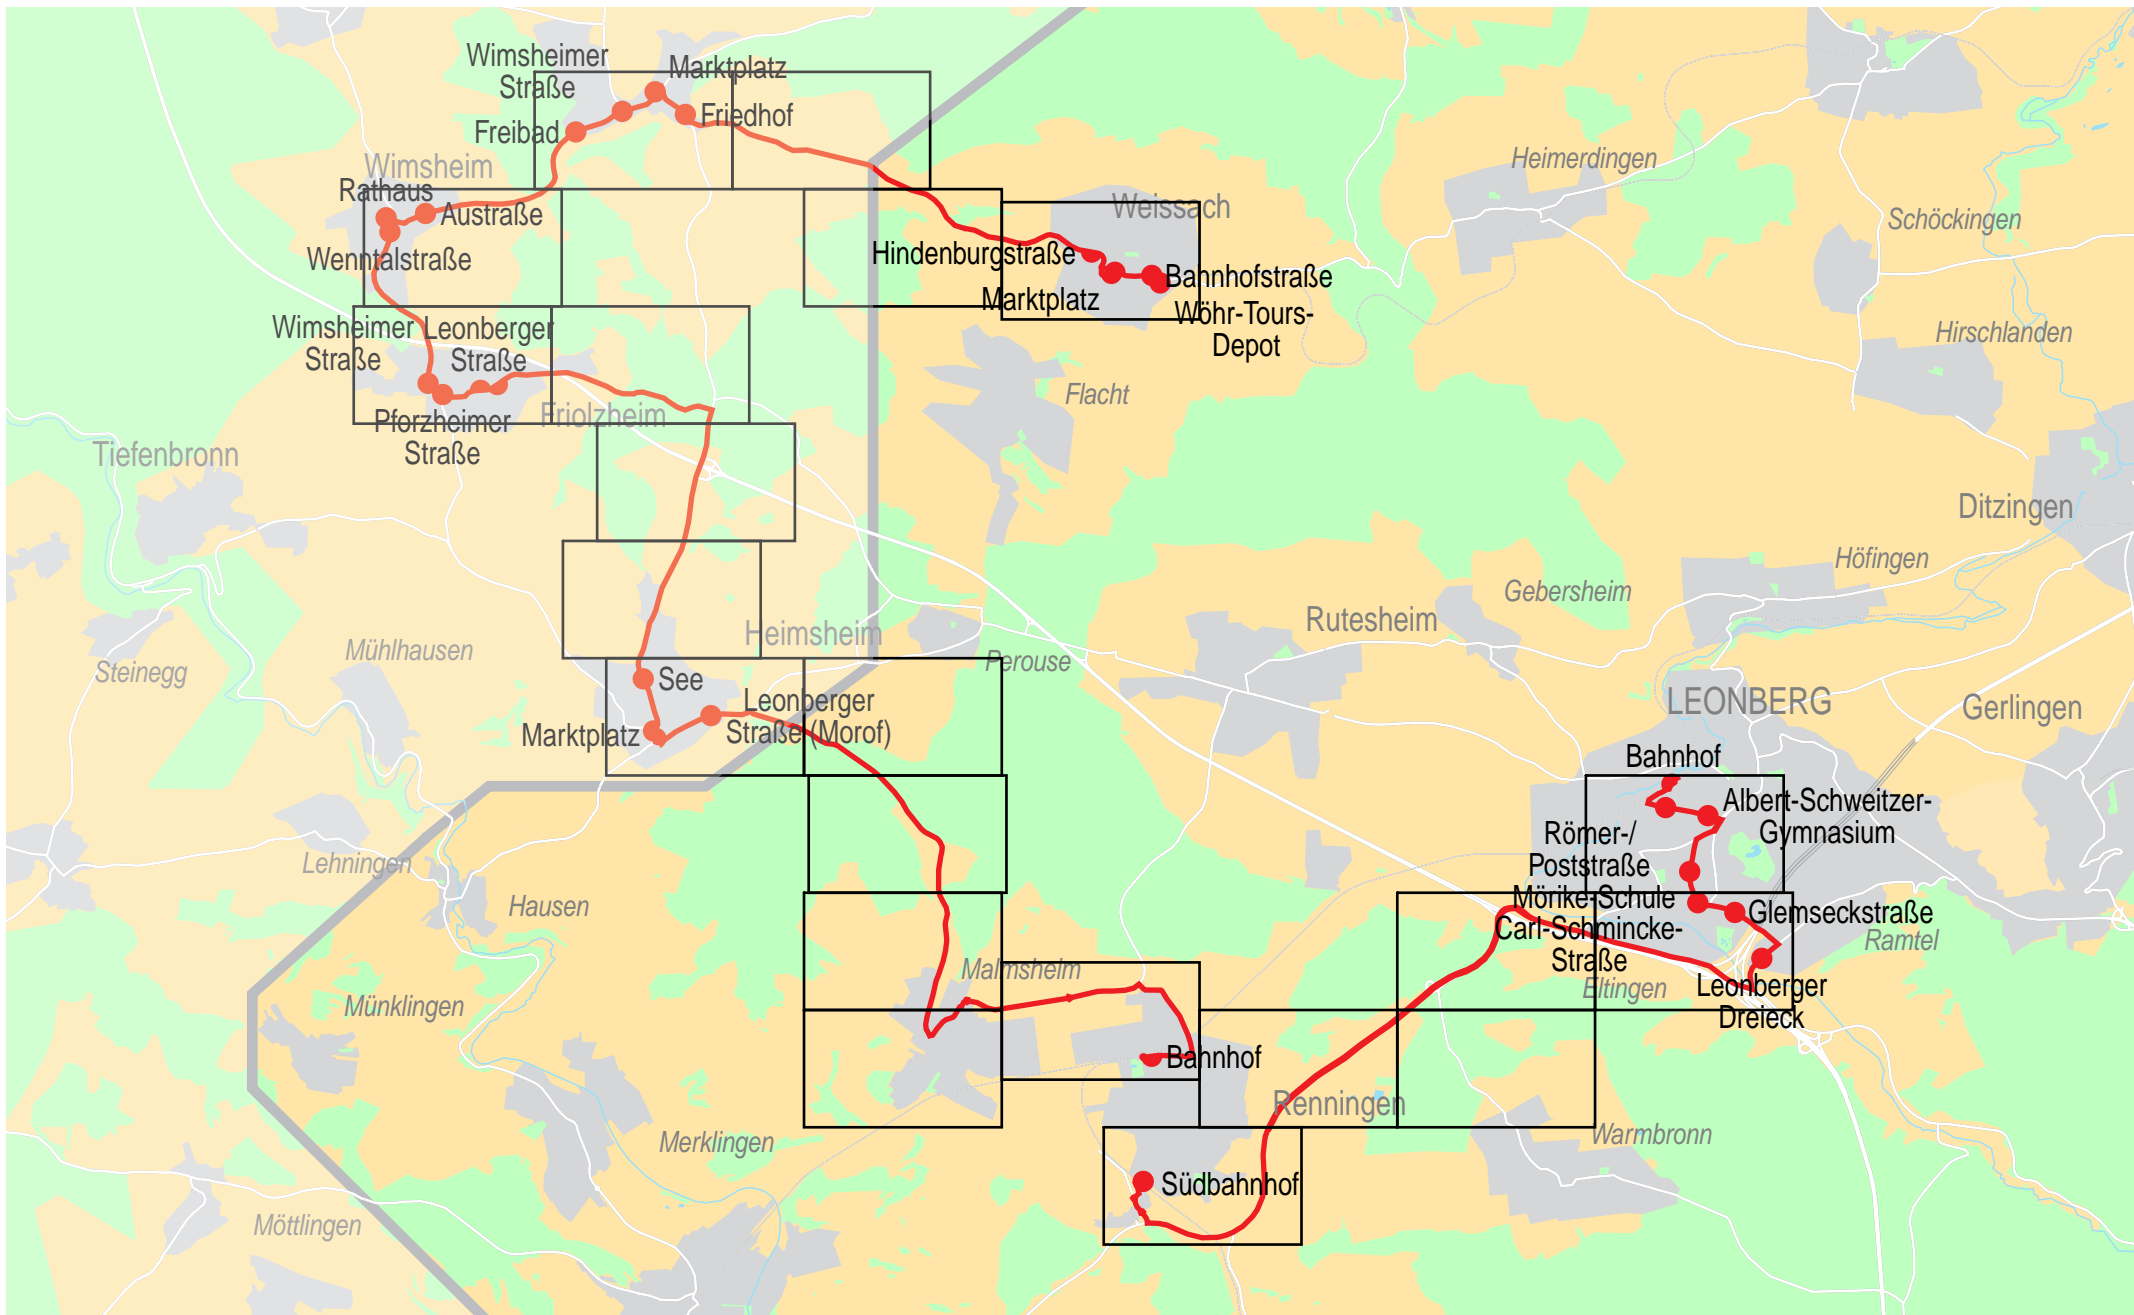 Wimsheimer
Straße
Marktplatz
Friedhof
Freibad
Wimsheim
Rathaus
Austraße
Wenntalstraße
Heimerdingen
Weissach
Schöckingen
Hindenburgstraße
Bahnhofstraße
Marktplatz
Wöhr-Tours-
Depot
Wimsheimer
Straße
Leonberger
Straße
Hirschlanden
Flacht
Friolzheim
Pforzheimer
Straße
Tiefenbronn
Ditzingen
Höfingen
Gebersheim
Rutesheim
Heimsheim
Mühlhausen
Perouse
Steinegg
See
Leonberger
Straße (Morof)
Marktplatz
LEONBERG
Gerlingen
Bahnhof
Albert-Schweitzer-
Gymnasium
Römer-/
Poststraße
Mörike-Schule
Carl-Schmincke-
Straße
Glemseckstraße
Ramtel
Lehningen
Hausen
Malmsheim
Eltingen
Leonberger
Dreieck
Münklingen
Bahnhof
Renningen
Merklingen
Warmbronn
Südbahnhof
Möttlingen